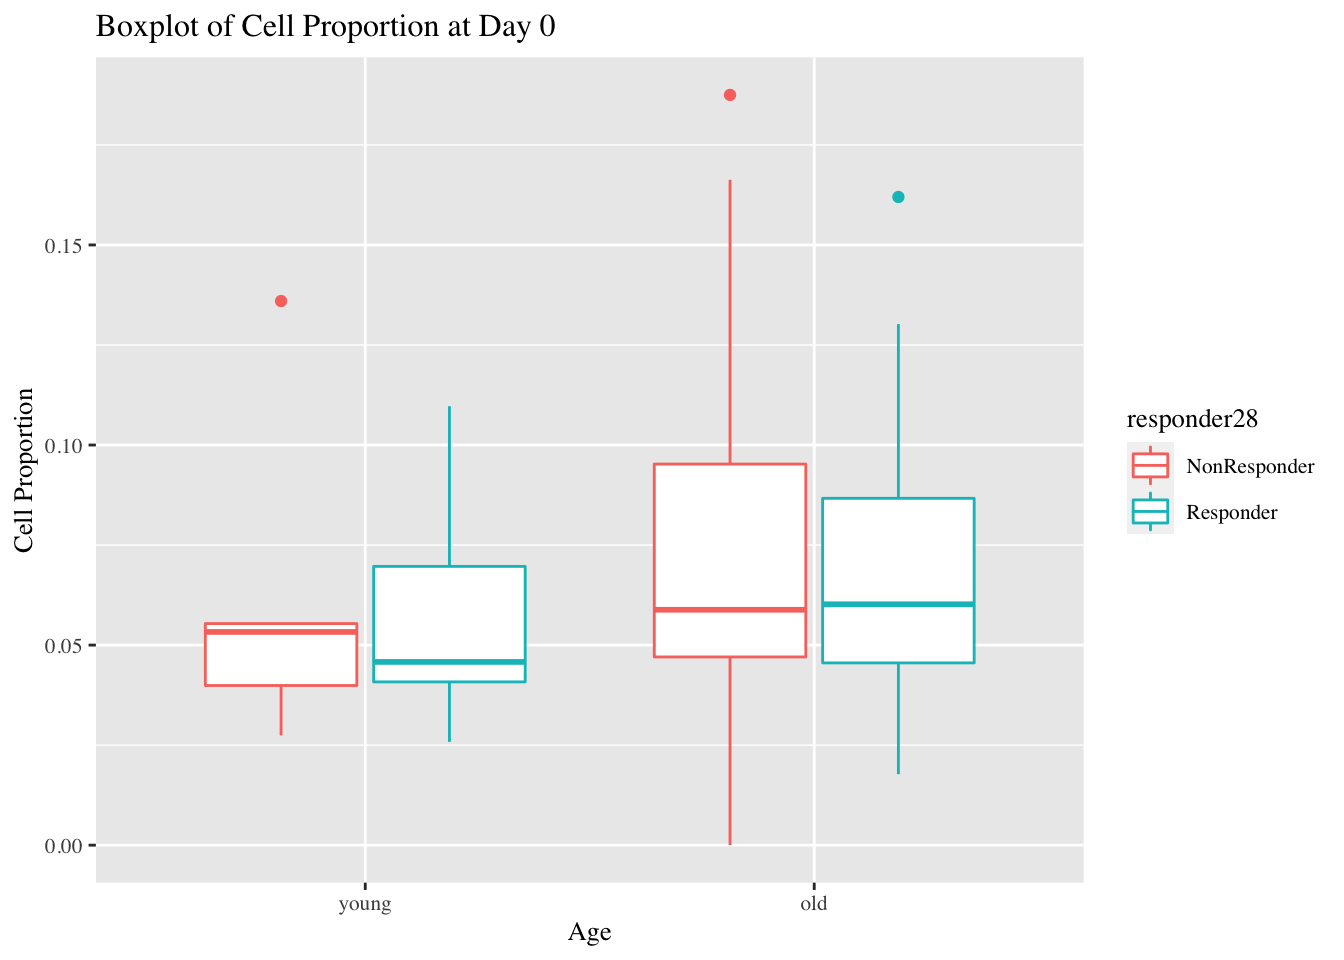 Boxplot of Cell Proportion at Day 0
0.15
0.10
0.05
0.00
Cell Proportion
young
old
Age
responder28
NonResponder
Responder